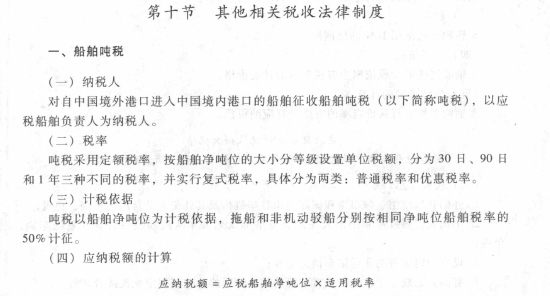 第十节 其他相关税收法律制度
一、船舶吨税
（一）纳税人
对自中国境外港口进入中国境内港口的船舶征收船舶吨税（以下简称吨税），以应
税船舶负责人为纳税人。
（二）税率
吨税采用定额税率，按船舶净吨位的大小分等级设置单位税额，分为30日、90日
和1年三种不同的税率，并实行复式税率，具体分为两类：普通税率和优惠税率。
（三）计税依据
吨税以船舶净吨位为计税依据，拖船和非机动驳船分别按相同净吨位船舶税率的
50%计征。
（四）应纳税额的计算
应纳税额=应税船舶净吨位×适用税率